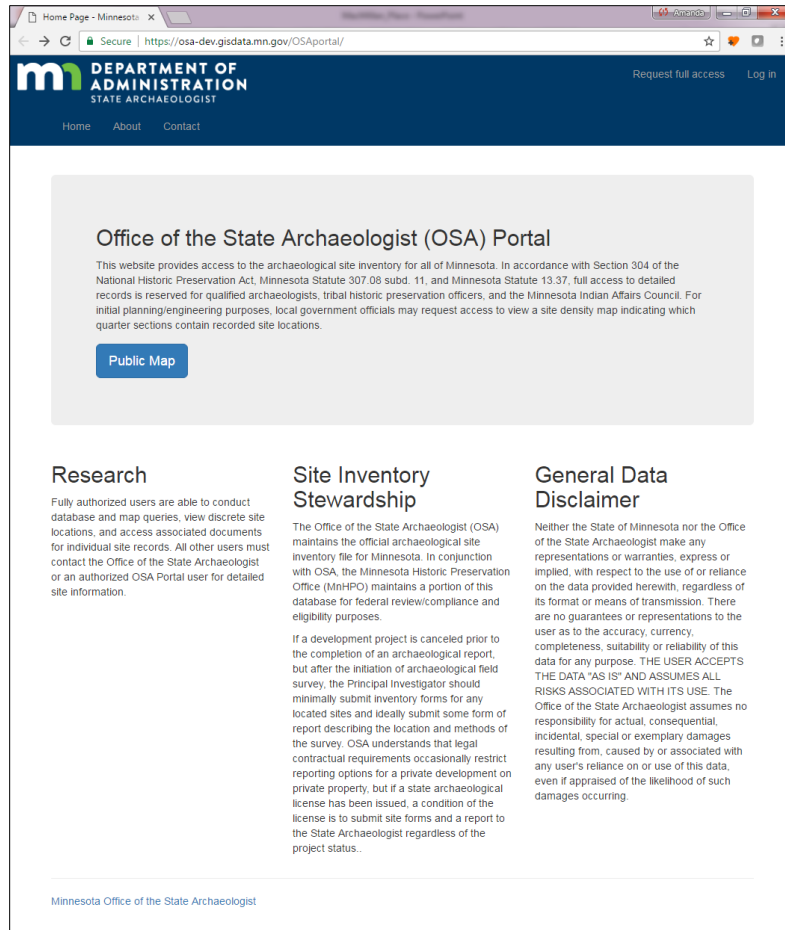 Home Page - Minnesota
Amanda
Secure | https://osa-dev.gisdata.mn.gov/OSAportal/
DEPARTMENT OF
ADMINISTRATION
STATE ARCHAEOLOGIST
Request full access Log in
Home About Contact
Office of the State Archaeologist (OSA) Portal
This website provides access to the archaeological site inventory for all of Minnesota. In accordance with Section 304 of the
National Historic Preservation Act, Minnesota Statute 307.08 subd. 11, and Minnesota Statute 13.37, full access to detailed
records is reserved for qualified archaeologists, tribal historic preservation officers, and the Minnesota Indian Affairs Council. For
initial planning/engineering purposes, local government officials may request access to view a site density map indicating which
quarter sections contain recorded site locations.
Public Map
Research
Fully authorized users are able to conduct
database and map queries, view discrete site
locations, and access associated documents
for individual site records. All other users must
contact the Office of the State Archaeologist
or an authorized OSA Portal user for detailed
site information.
Site Inventory
Stewardship
The Office of the State Archaeologist (OSA)
maintains the official archaeological site
inventory file for Minnesota. In conjunction
with OSA, the Minnesota Historic Preservation
Office (MnHPO) maintains a portion of this
database for federal review/compliance and
eligibility purposes.
If a development project is canceled prior to
the completion of an archaeological report,
but after the initiation of archaeological field
survey, the Principal Investigator should
minimally submit inventory forms for any
located sites and ideally submit some form of
report describing the location and methods of
the survey. OSA understands that legal
contractual requirements occasionally restrict
reporting options for a private development on
private property, but if a state archaeological
license has been issued, a condition of the
license is to submit site forms and a report to
the State Archaeologist regardless of the
project status..
General Data
Disclaimer
Neither the State of Minnesota nor the Office
of the State Archaeologist make any
representations or warranties, express or
implied, with respect to the use of or reliance
on the data provided herewith, regardless of
its format or means of transmission. There
are no guarantees or representations to the
user as to the accuracy, currency,
completeness, suitability or reliability of this
data for any purpose. THE USER ACCEPTS
THE DATA "AS IS" AND ASSUMES ALL
RISKS ASSOCIATED WITH ITS USE. The
Office of the State Archaeologist assumes no
responsibility for actual, consequential,
incidental, special or exemplary damages
resulting from, caused by or associated with
any user's reliance on or use of this data,
even if appraised of the likelihood of such
damages occurring.
Minnesota Office of the State Archaeologist